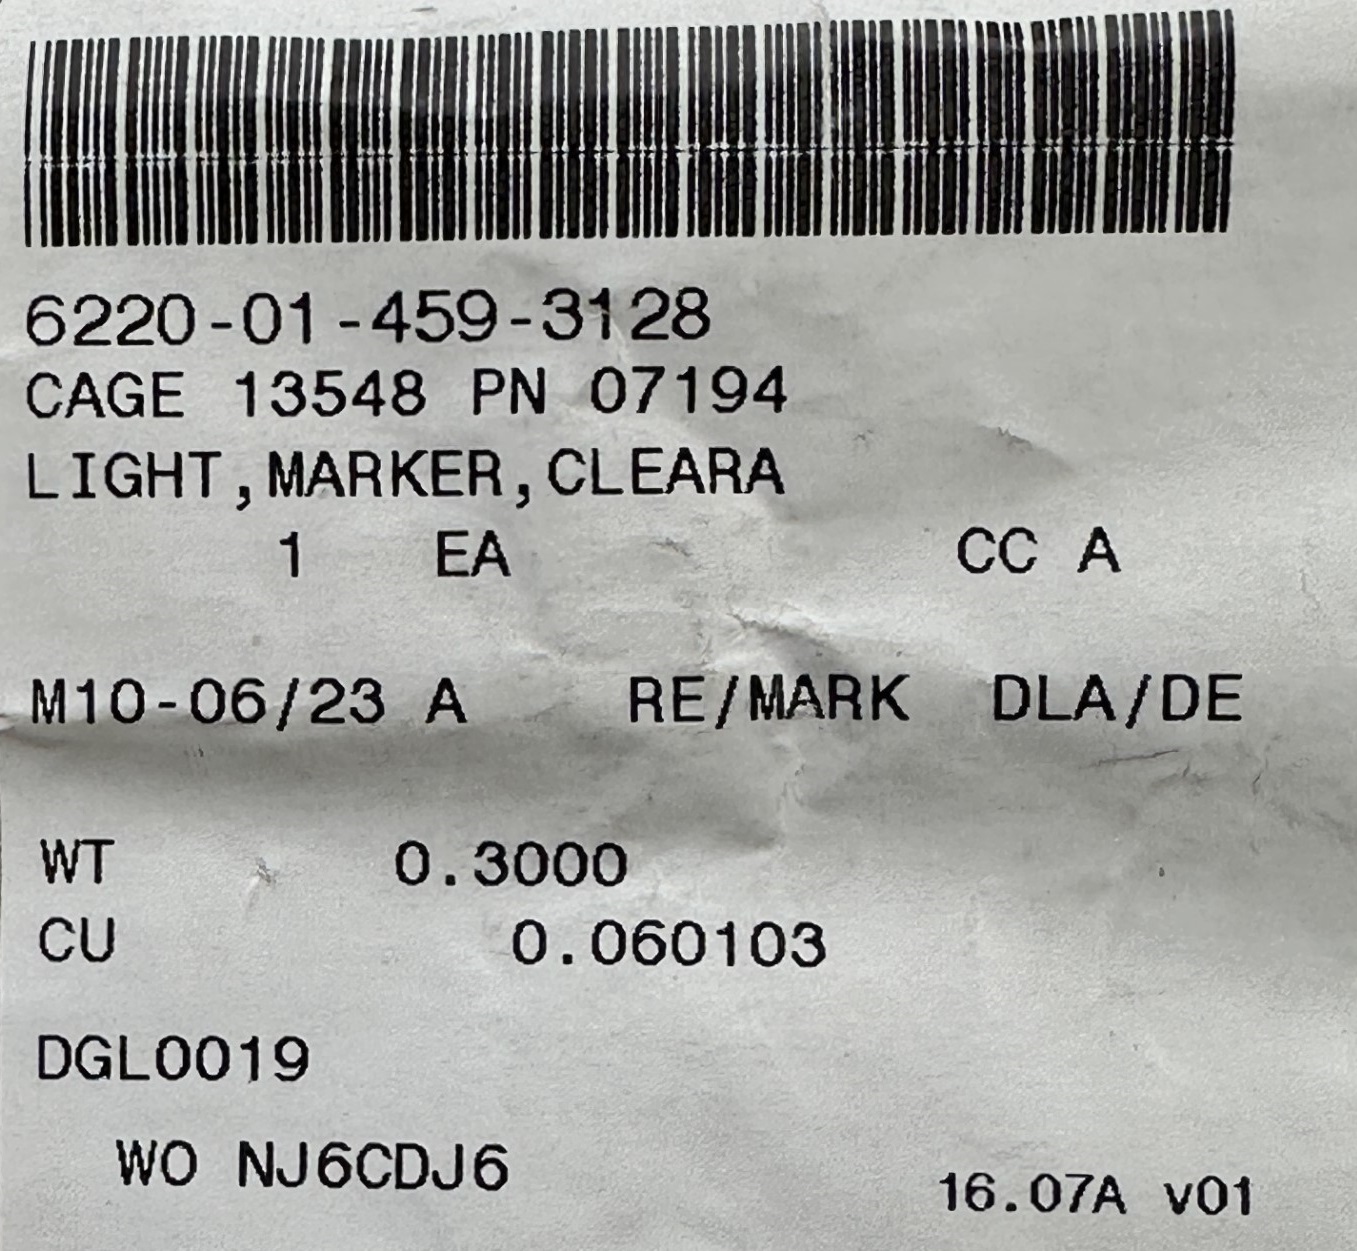 6220-01-459-3128
CAGE 13548 PN 07194
LIGHT,MARKER,CLEARA
1 EA CC A
M10-06/23 A RE/MARK DLA/DE
WT 0.3000
CU 0.060103
DGL0019
WO NJ6CDJ6
16.07A v01